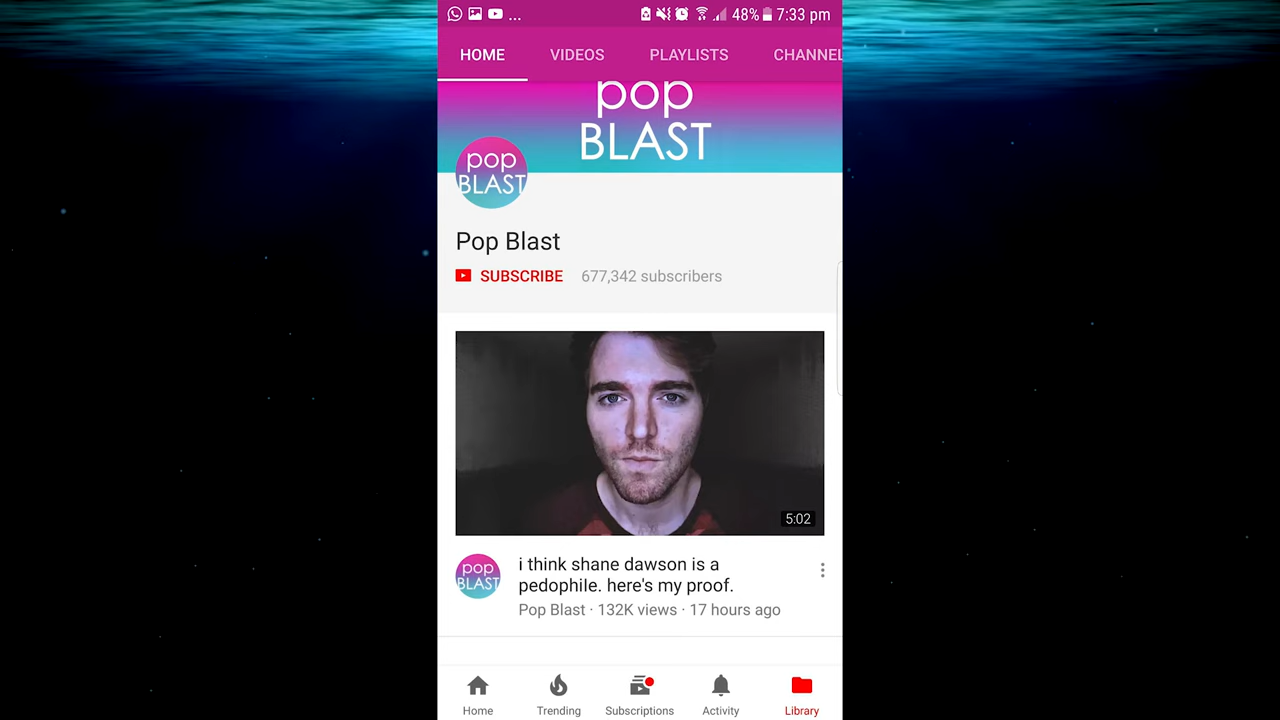 ... 48% 7:33 pm
HOME VIDEOS PLAYLISTS CHANNEL
pop
BLAST
pop
BLAST
Pop Blast
SUBSCRIBE 677,342 subscribers
5:02
pop
BLAST
i think shane dawson is a
pedophile. here's my proof.
Pop Blast · 132K views · 17 hours ago
Home Trending Subscriptions Activity Library